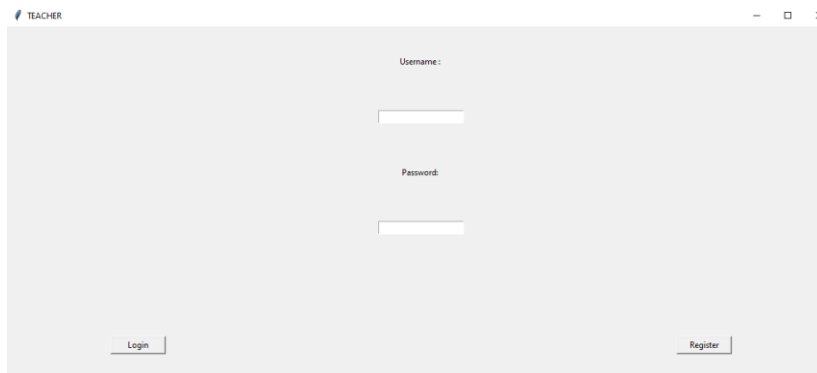 TEACHER
Username :
Password:
Login
Register